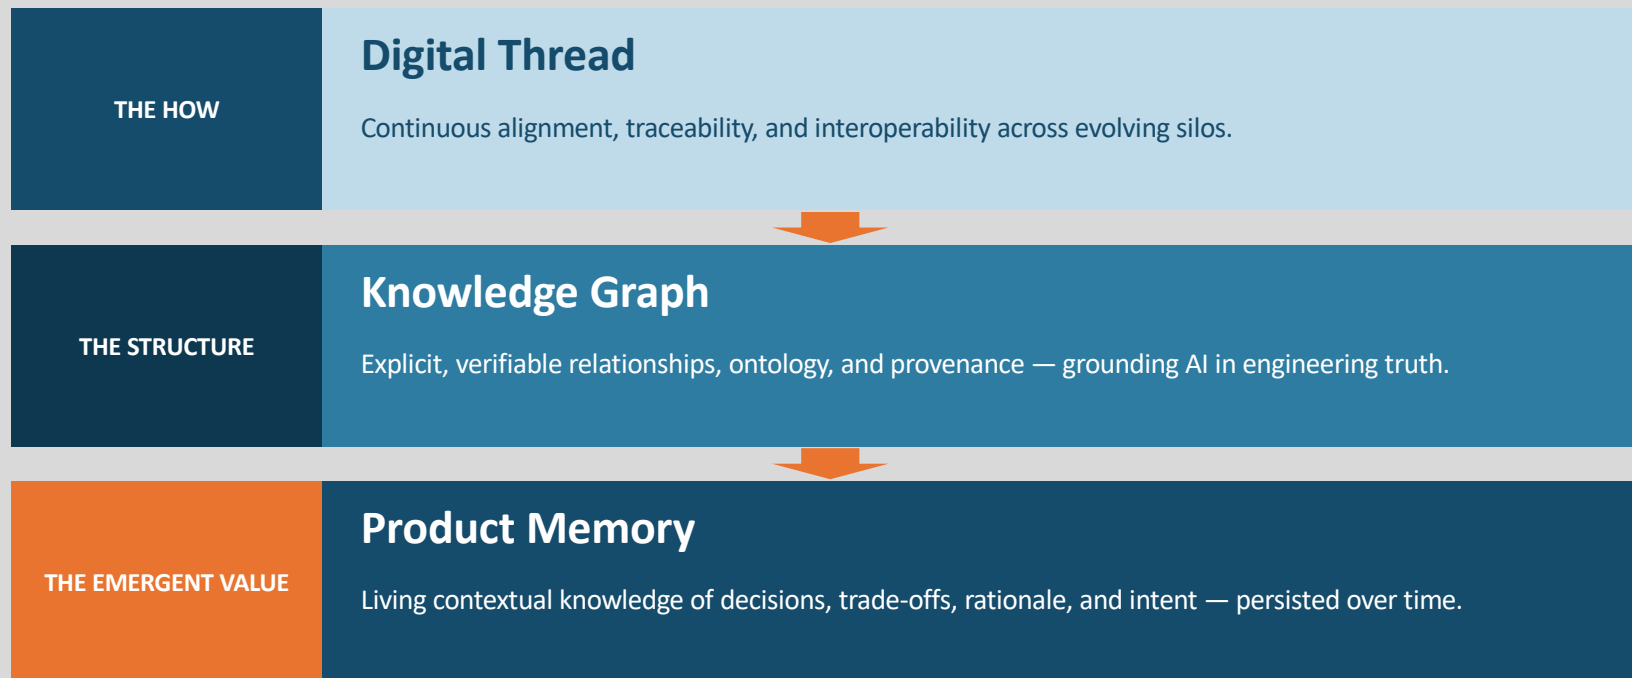 THE HOW
Digital Thread
Continuous alignment, traceability, and interoperability across evolving silos.
THE STRUCTURE
Knowledge Graph
Explicit, verifiable relationships, ontology, and provenance — grounding AI in engineering truth.
THE EMERGENT VALUE
Product Memory
Living contextual knowledge of decisions, trade-offs, rationale, and intent — persisted over time.